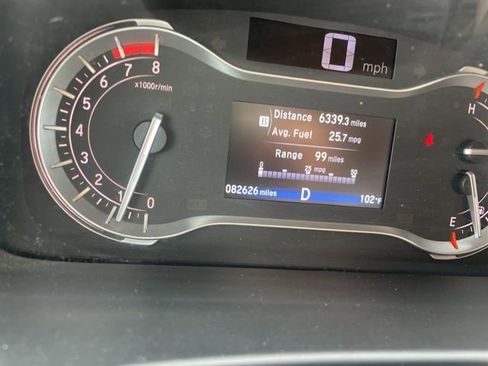 0 mph
8
7
6
5
4
3
2
1
0
x1000r/min
B Distance 6339.3 miles
Avg. Fuel 25.7 mpg
Range 99 miles
0 25 mpg 50
082626 miles D 102°F
H
E